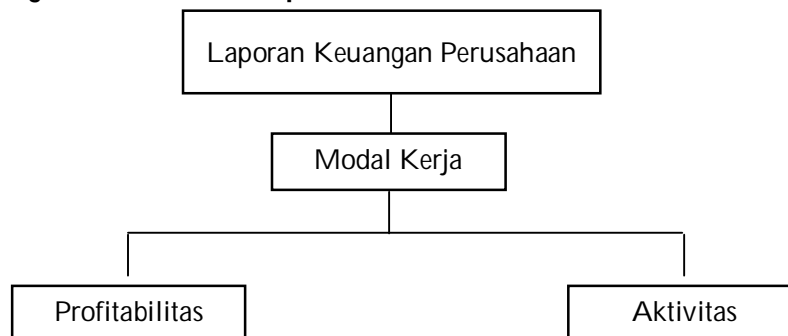 Laporan Keuangan Perusahaan
Modal Kerja
Profitabilitas
Aktivitas